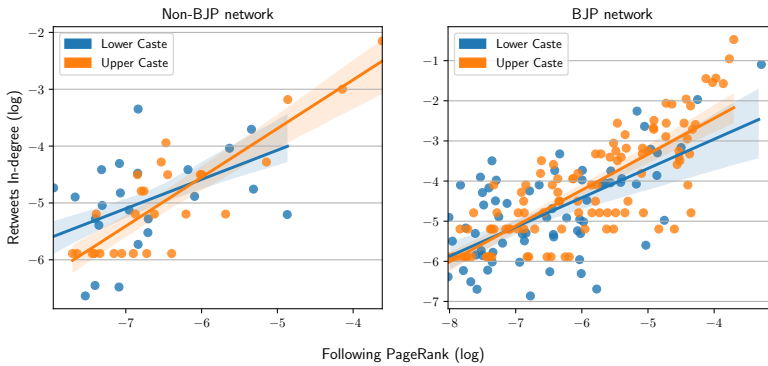 Non-BJP network
Lower Caste
Upper Caste
−2
−3
−4
−5
−6
−7
−6
−5
−4
Retweets In-degree (log)
BJP network
Lower Caste
Upper Caste
−1
−2
−3
−4
−5
−6
−7
−8
−7
−6
−5
−4
Following PageRank (log)